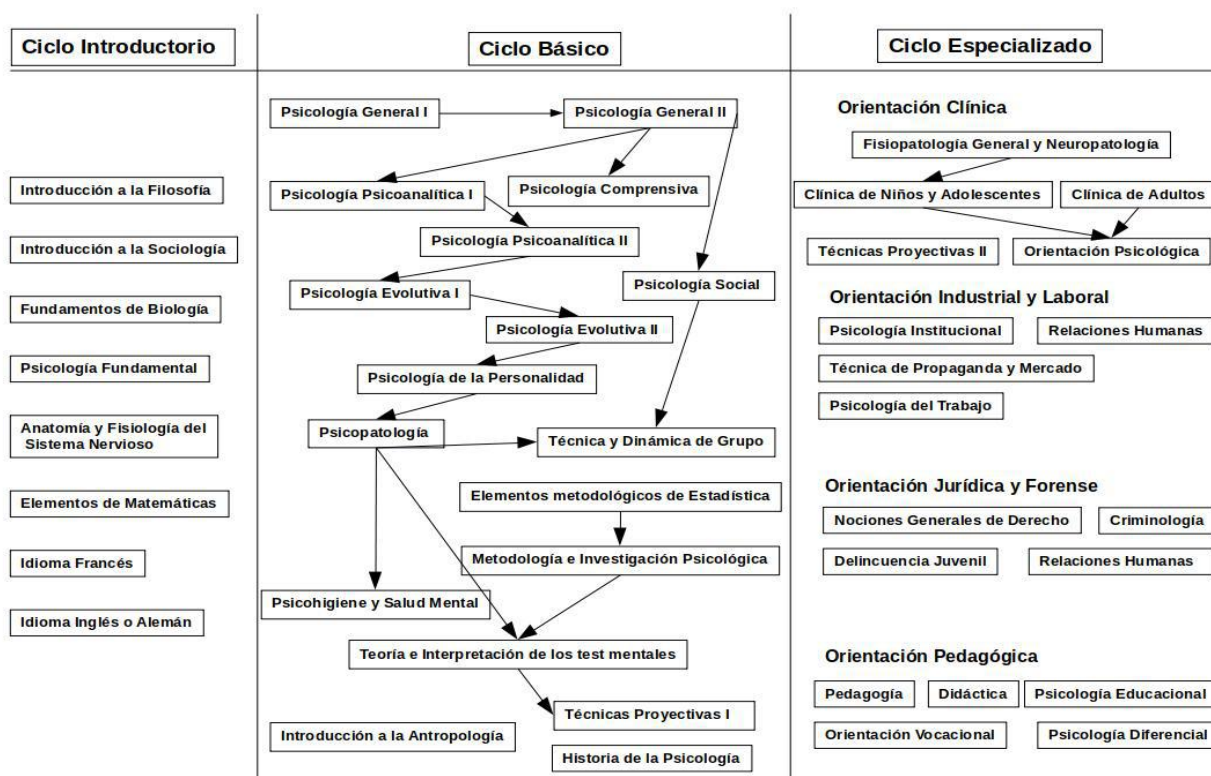 Ciclo Introductorio
Introducción a la Filosofía
Introducción a la Sociología
Fundamentos de Biología
Psicología Fundamental
Anatomía y Fisiología del
Sistema Nervioso
Elementos de Matemáticas
Idioma Francés
Idioma Inglés o Alemán
Ciclo Básico
Psicología General I
Psicología General II
Psicología Psicoanalítica I
Psicología Comprensiva
Psicología Psicoanalítica II
Psicología Evolutiva I
Psicología Social
Psicología Evolutiva II
Psicología de la Personalidad
Psicopatología
Técnica y Dinámica de Grupo
Elementos metodológicos de Estadística
Metodología e Investigación Psicológica
Psicohigiene y Salud Mental
Teoría e Interpretación de los test mentales
Técnicas Proyectivas I
Introducción a la Antropología
Historia de la Psicología
Ciclo Especializado
Orientación Clínica
Fisiopatología General y Neuropatología
Clínica de Niños y Adolescentes
Clínica de Adultos
Técnicas Proyectivas II
Orientación Psicológica
Orientación Industrial y Laboral
Psicología Institucional
Relaciones Humanas
Técnica de Propaganda y Mercado
Psicología del Trabajo
Orientación Jurídica y Forense
Nociones Generales de Derecho
Criminología
Delincuencia Juvenil
Relaciones Humanas
Orientación Pedagógica
Pedagogía
Didáctica
Psicología Educacional
Orientación Vocacional
Psicología Diferencial